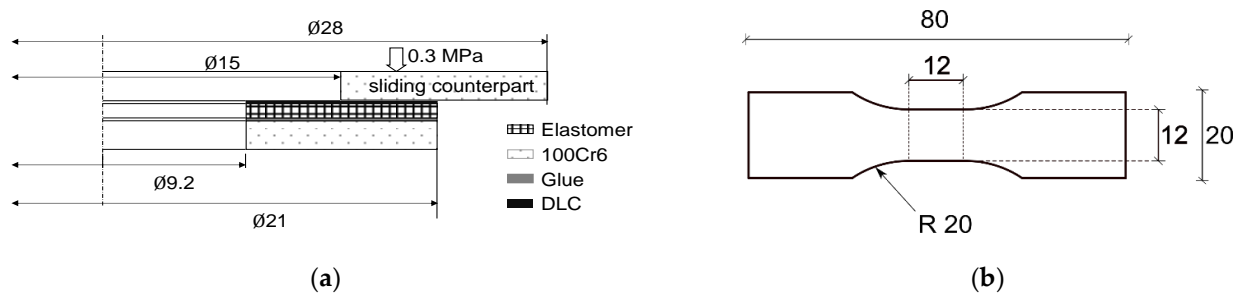 Ø28
Ø15
0.3 MPa
sliding counterpart
Elastomer
100Cr6
Glue
DLC
Ø9.2
Ø21
(a)
80
12
12
20
R 20
(b)